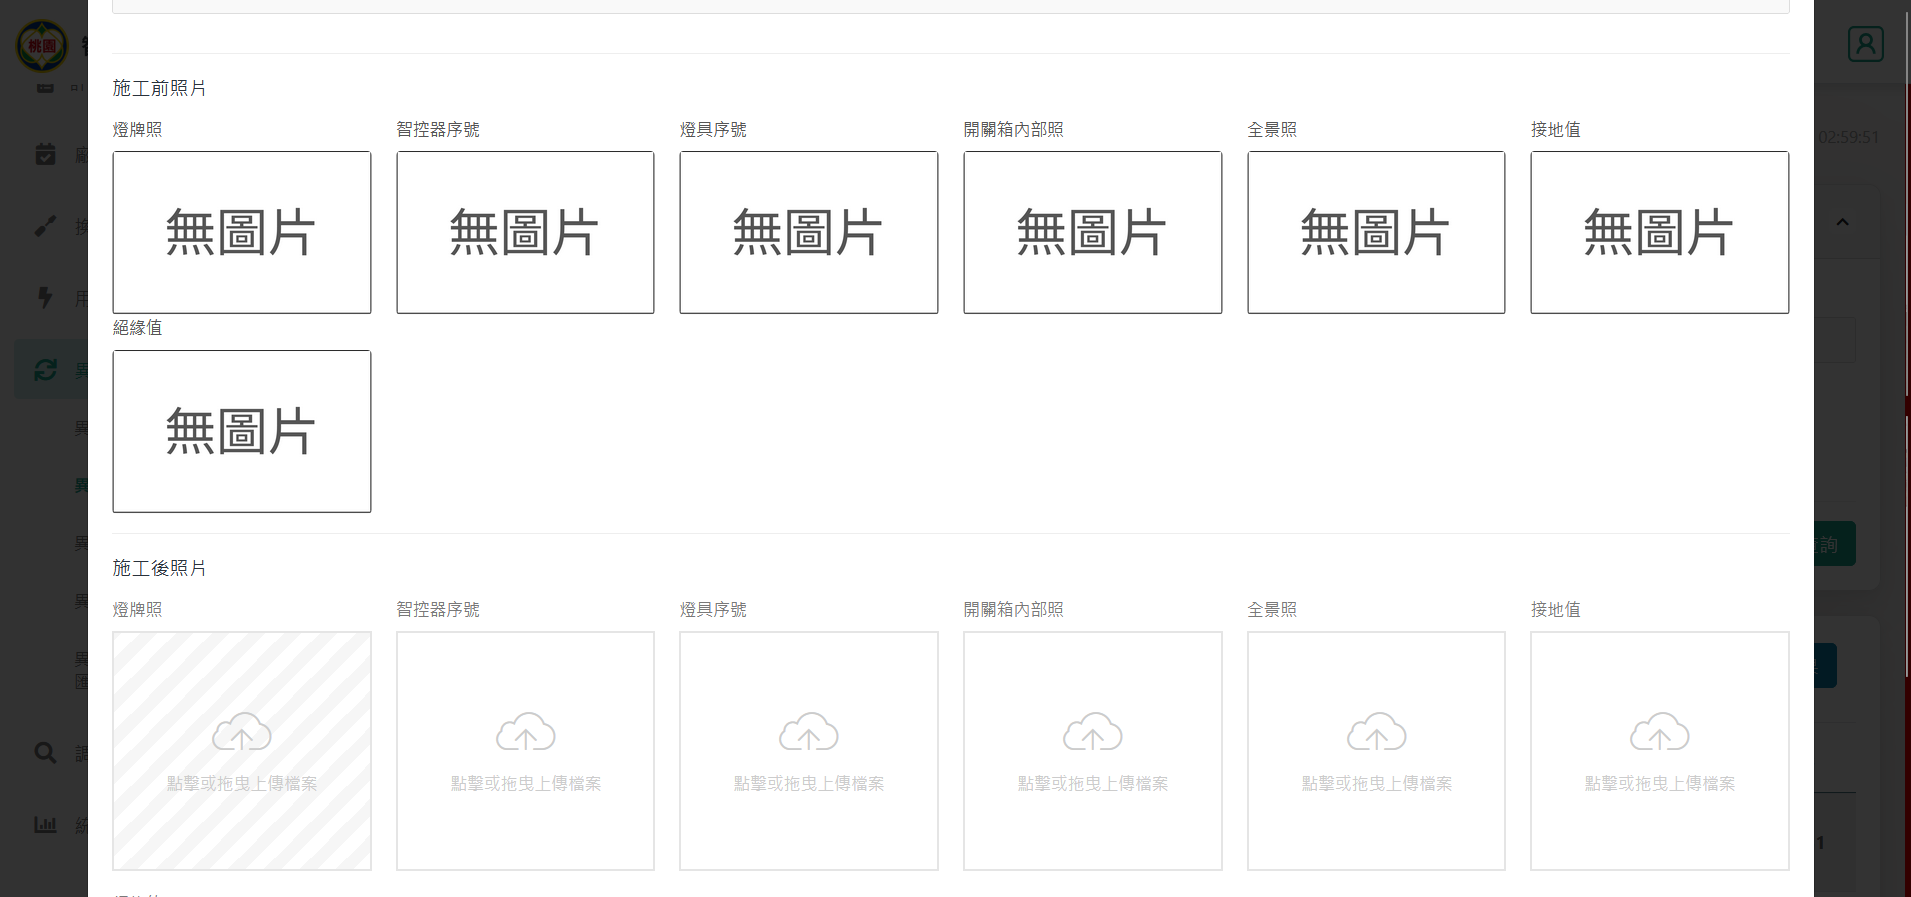 桃園
02:59:51
施工前照片
燈牌照 智控器序號 燈具序號 開關箱內部照 全景照 接地值
無圖片 無圖片 無圖片 無圖片 無圖片 無圖片
絕緣值
無圖片
施工後照片
燈牌照 智控器序號 燈具序號 開關箱內部照 全景照 接地值
點擊或拖曳上傳檔案 點擊或拖曳上傳檔案 點擊或拖曳上傳檔案 點擊或拖曳上傳檔案 點擊或拖曳上傳檔案 點擊或拖曳上傳檔案